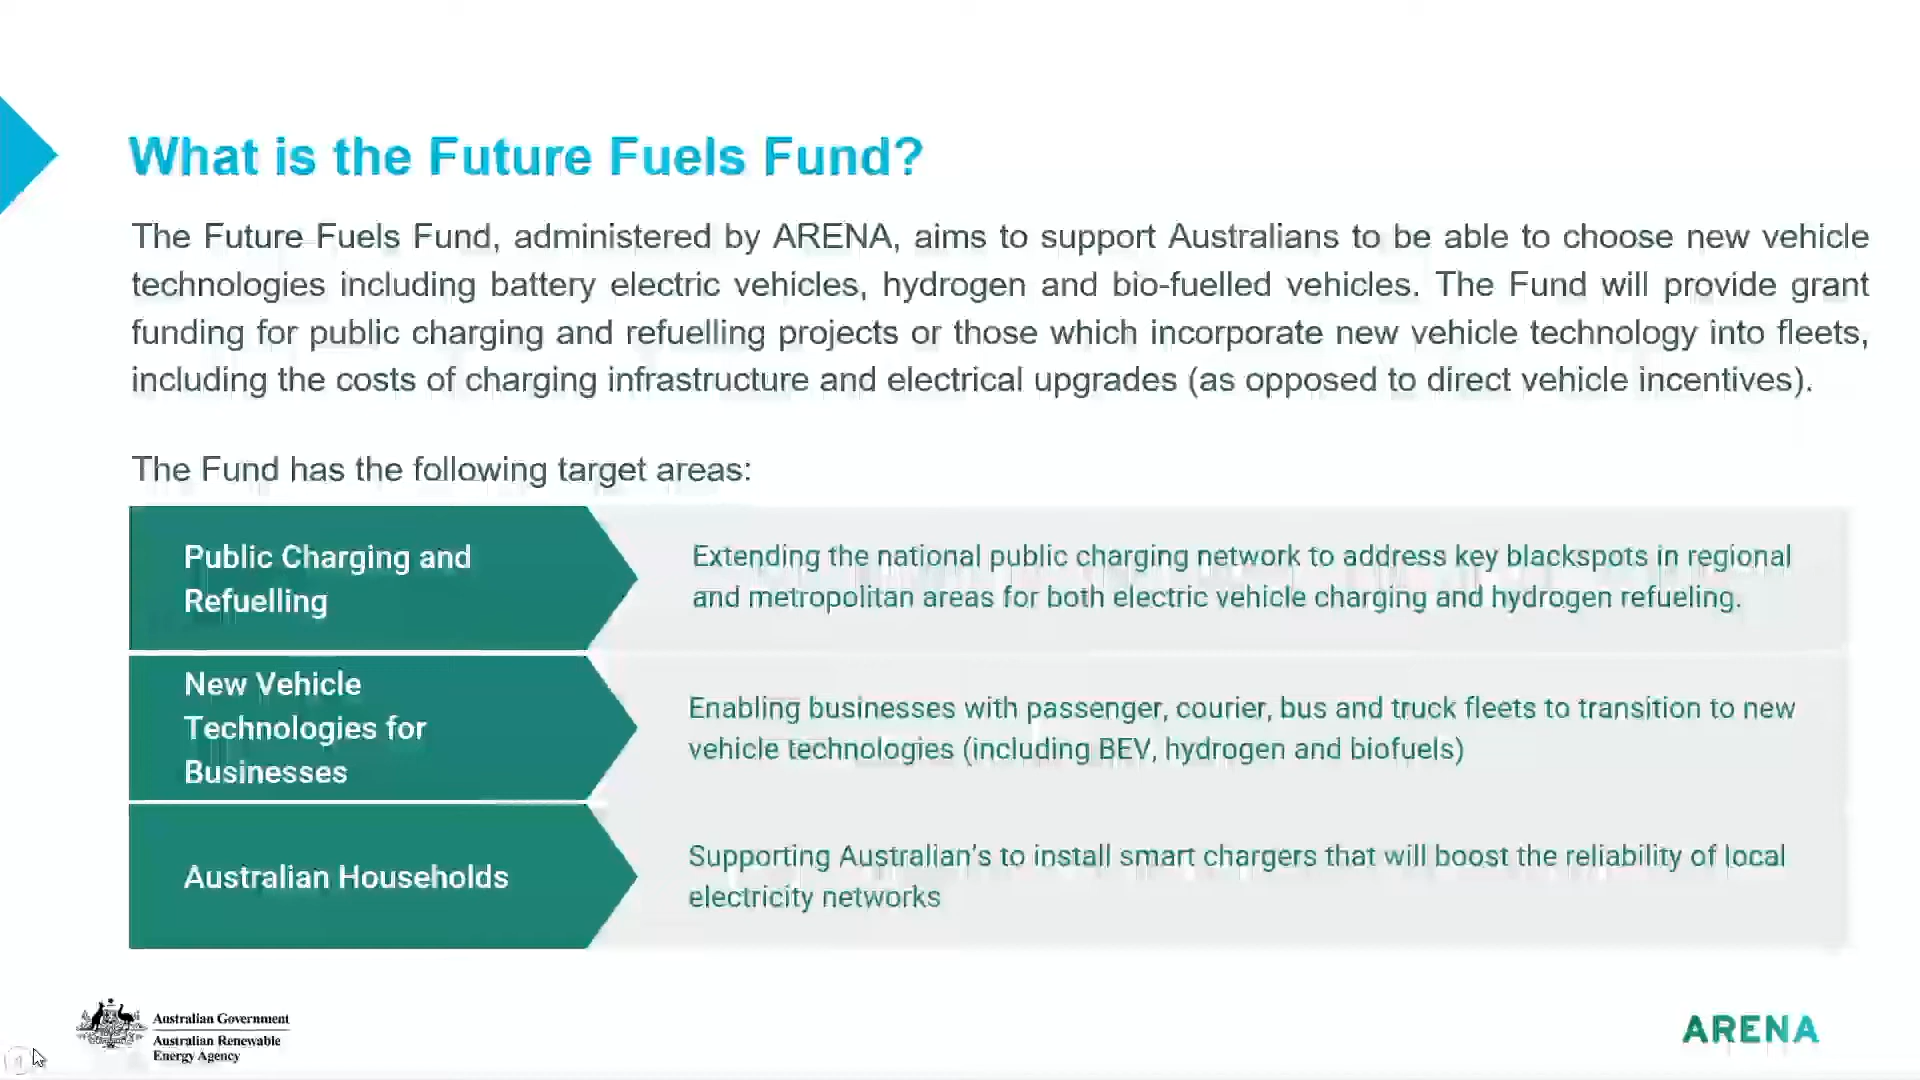 What is the Future Fuels Fund?
The Future Fuels Fund, administered by ARENA, aims to support Australians to be able to choose new vehicle
technologies including battery electric vehicles, hydrogen and bio-fuelled vehicles. The Fund will provide grant
funding for public charging and refuelling projects or those which incorporate new vehicle technology into fleets,
including the costs of charging infrastructure and electrical upgrades (as opposed to direct vehicle incentives).
The Fund has the following target areas:
Public Charging and
Refuelling
Extending the national public charging network to address key blackspots in regional
and metropolitan areas for both electric vehicle charging and hydrogen refueling.
New Vehicle
Technologies for
Businesses
Enabling businesses with passenger, courier, bus and truck fleets to transition to new
vehicle technologies (including BEV, hydrogen and biofuels)
Australian Households
Supporting Australian's to install smart chargers that will boost the reliability of local
electricity networks
Australian Government
Australian Renewable
Energy Agency
ARENA